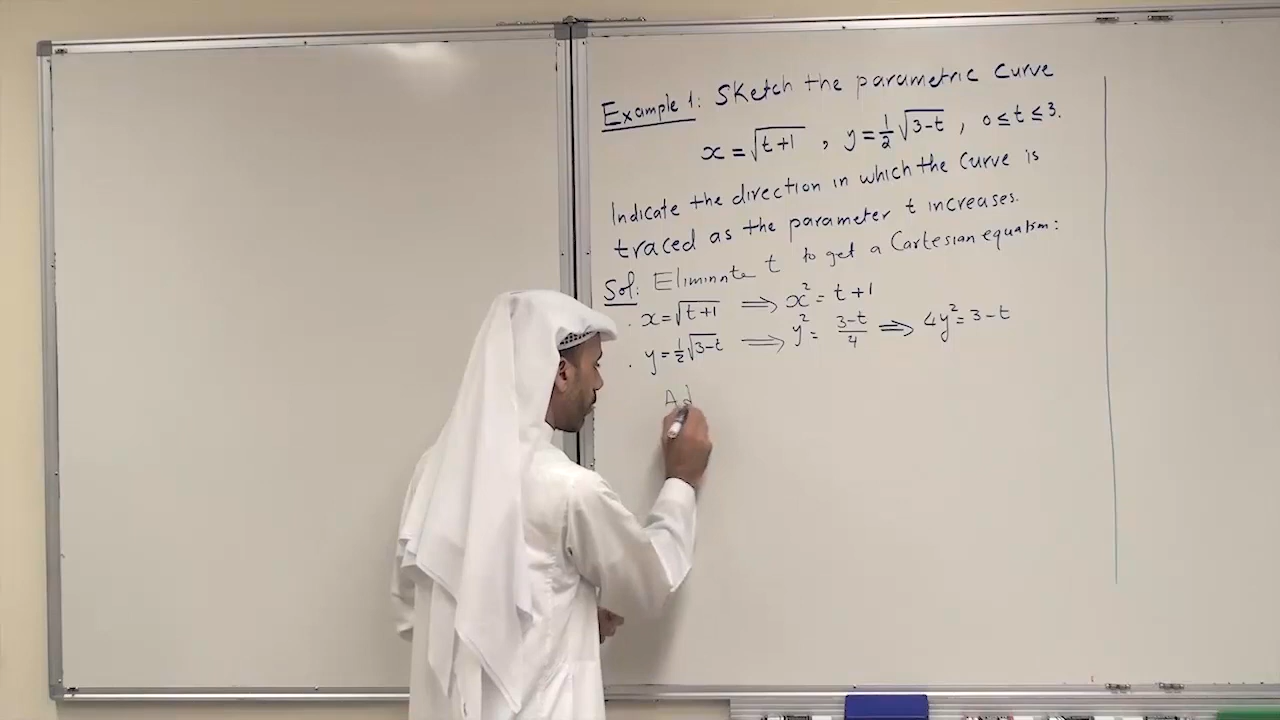 Example 1: Sketch the parametric curve
x = √(t+1) , y = 1/2 √(3-t) , 0 ≤ t ≤ 3.
Indicate the direction in which the curve is
traced as the parameter t increases.
Sol: Eliminate t to get a Cartesian equation:
. x = √(t+1) ⟹ x² = t+1
. y = 1/2 √(3-t) ⟹ y² = (3-t)/4 ⟹ 4y² = 3-t
Ad